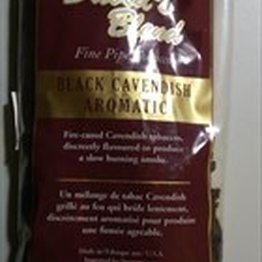 Blend
Fine Pipe
BLACK CAVENDISH
AROMATIC
Fire-cured Cavendish tobaccos,
discreetly flavoured to produce
a slow burning smoke.
Un mélange de tabac Cavendish
grillé au feu qui brûle lentement,
discrètement aromatisé pour produire
une fumée agréable.
U.S.A.